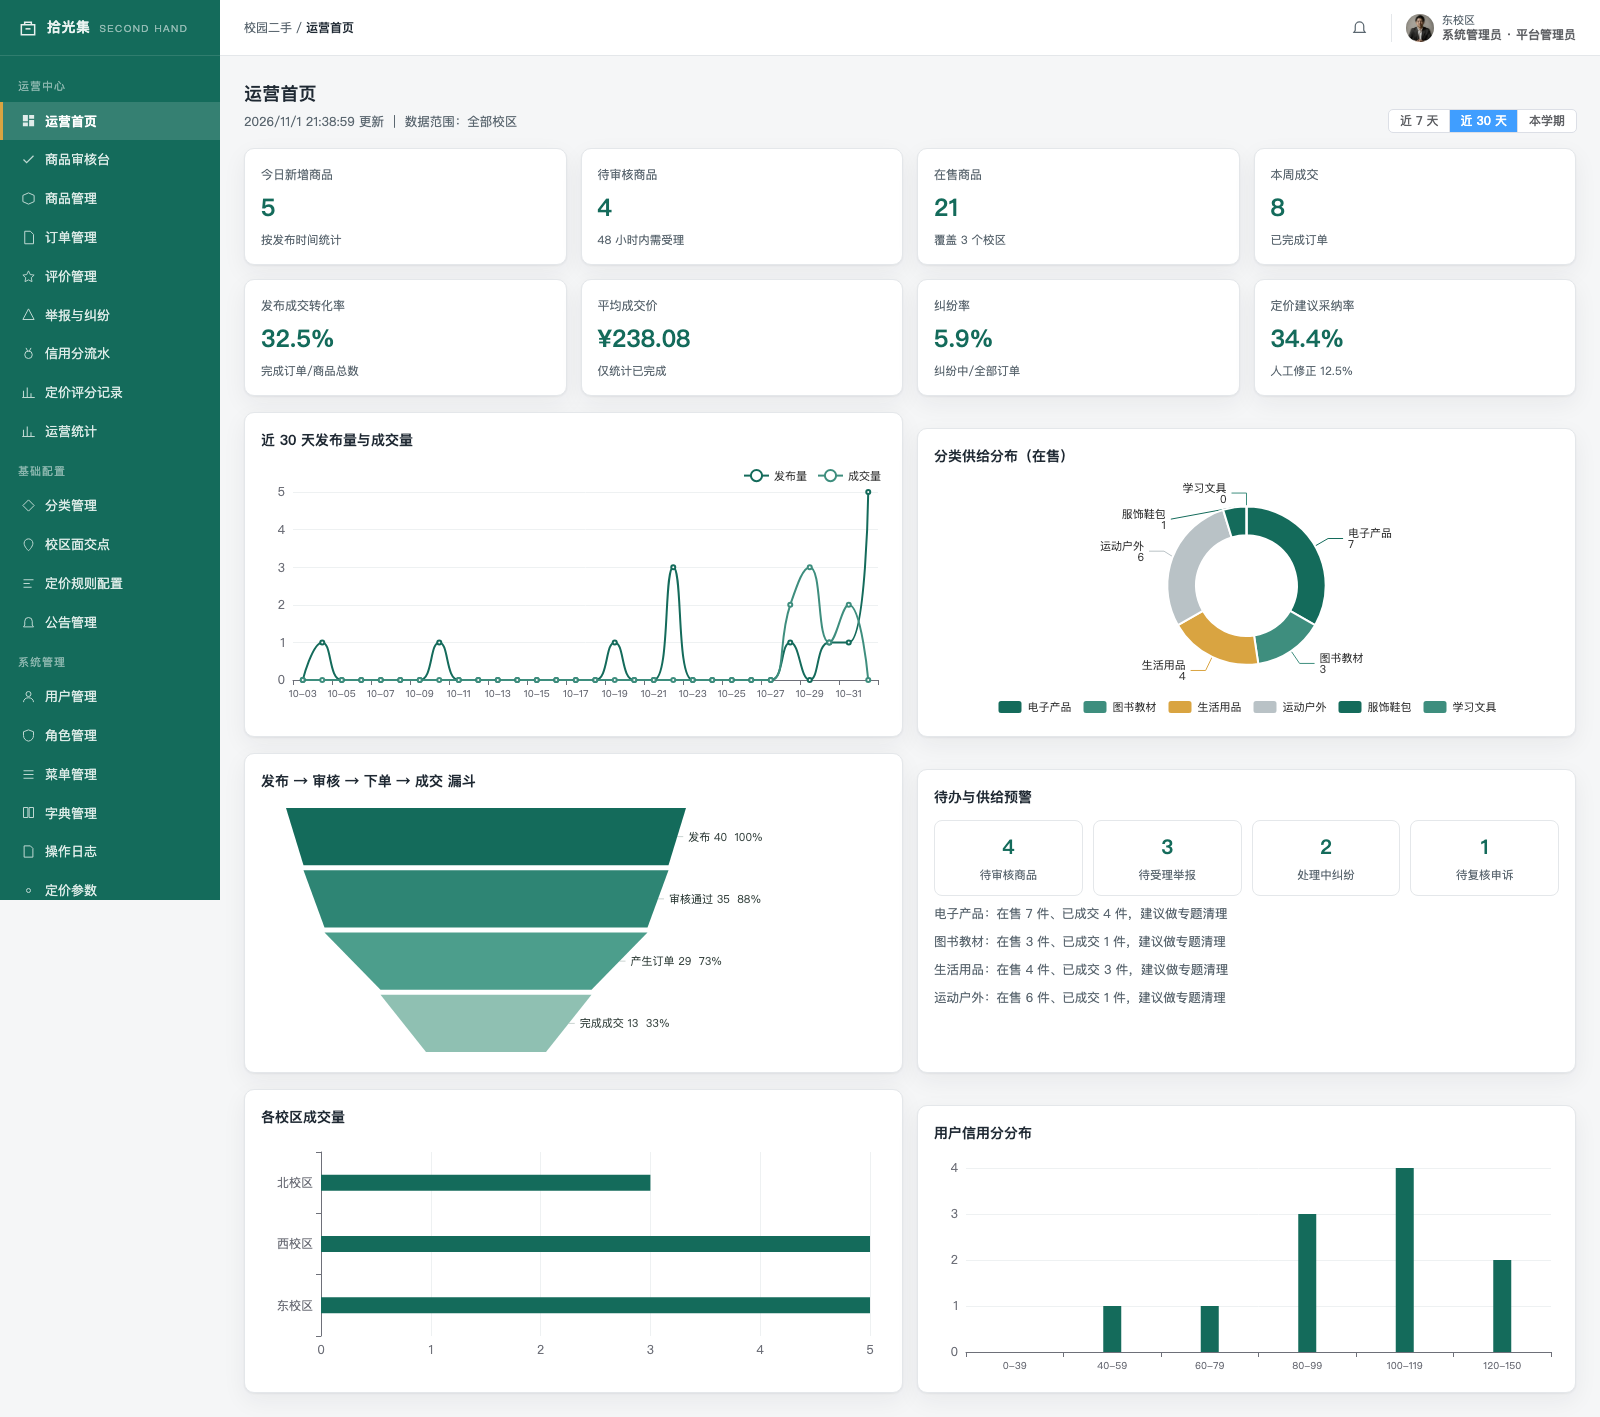 拾光集 SECOND HAND
运营中心
运营首页
商品审核台
商品管理
订单管理
评价管理
举报与纠纷
信用分流水
定价评分记录
运营统计
基础配置
分类管理
校区面交点
定价规则配置
公告管理
系统管理
用户管理
角色管理
菜单管理
字典管理
操作日志
定价参数
校园二手 / 运营首页
东校区
系统管理员 · 平台管理员
运营首页
2026/11/1 21:38:59 更新 | 数据范围：全部校区
近 7 天 近 30 天 本学期
今日新增商品
5
按发布时间统计
待审核商品
4
48 小时内需受理
在售商品
21
覆盖 3 个校区
本周成交
8
已完成订单
发布成交转化率
32.5%
完成订单/商品总数
平均成交价
¥238.08
仅统计已完成
纠纷率
5.9%
纠纷中/全部订单
定价建议采纳率
34.4%
人工修正 12.5%
近 30 天发布量与成交量
发布量 成交量
5
4
3
2
1
0
10-03 10-05 10-07 10-09 10-11 10-13 10-15 10-17 10-19 10-21 10-23 10-25 10-27 10-29 10-31
分类供给分布（在售）
学习文具
0
服饰鞋包
1
运动户外
6
电子产品
7
生活用品
4
图书教材
3
电子产品 图书教材 生活用品 运动户外 服饰鞋包 学习文具
发布 → 审核 → 下单 → 成交 漏斗
发布 40 100%
审核通过 35 88%
产生订单 29 73%
完成成交 13 33%
待办与供给预警
4
待审核商品
3
待受理举报
2
处理中纠纷
1
待复核申诉
电子产品：在售 7 件、已成交 4 件，建议做专题清理
图书教材：在售 3 件、已成交 1 件，建议做专题清理
生活用品：在售 4 件、已成交 3 件，建议做专题清理
运动户外：在售 6 件、已成交 1 件，建议做专题清理
各校区成交量
北校区
西校区
东校区
0 1 2 3 4 5
用户信用分分布
4
3
2
1
0
0-39 40-59 60-79 80-99 100-119 120-150